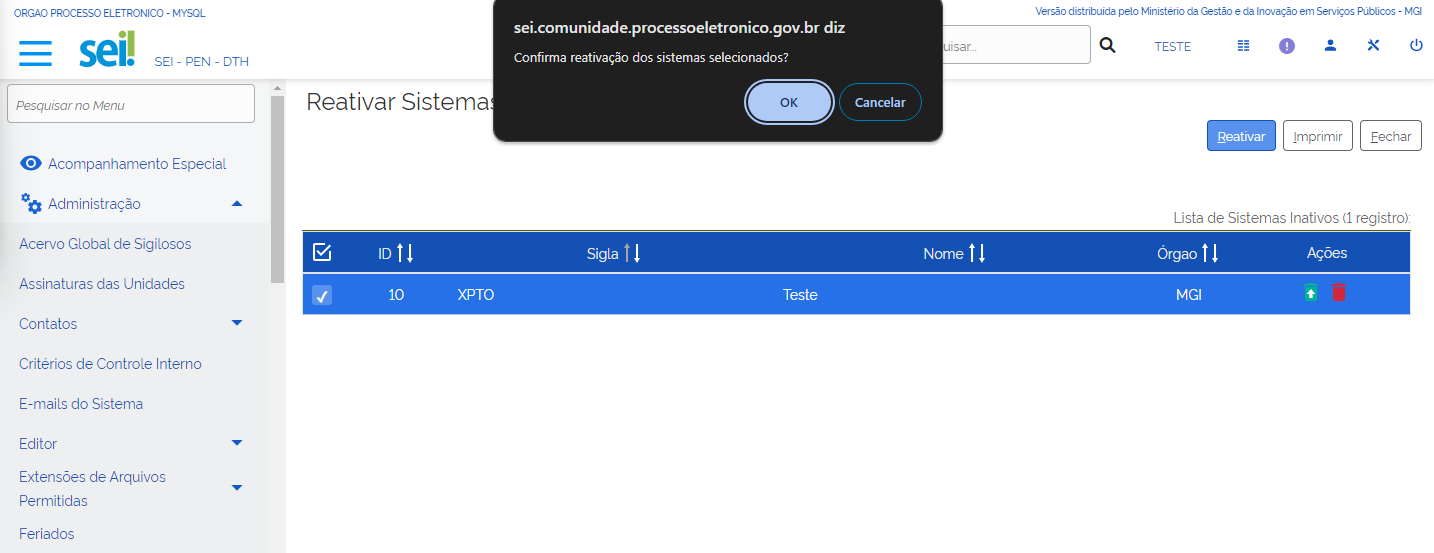 ORGAO PROCESSO ELETRONICO - MYSQL
Versão distribuída pelo Ministério da Gestão e da Inovação em Serviços Públicos - MGI
sei!
SEI - PEN - DTH
TESTE
sei.comunidade.processoeletronico.gov.br diz
Confirma reativação dos sistemas selecionados?
OK
Cancelar
Pesquisar no Menu
Acompanhamento Especial
Administração
Acervo Global de Sigilosos
Assinaturas das Unidades
Contatos
Critérios de Controle Interno
E-mails do Sistema
Editor
Extensões de Arquivos
Permitidas
Feriados
Reativar Sistemas
Reativar
Imprimir
Fechar
Lista de Sistemas Inativos (1 registro):
ID
Sigla
Nome
Órgao
Ações
10
XPTO
Teste
MGI